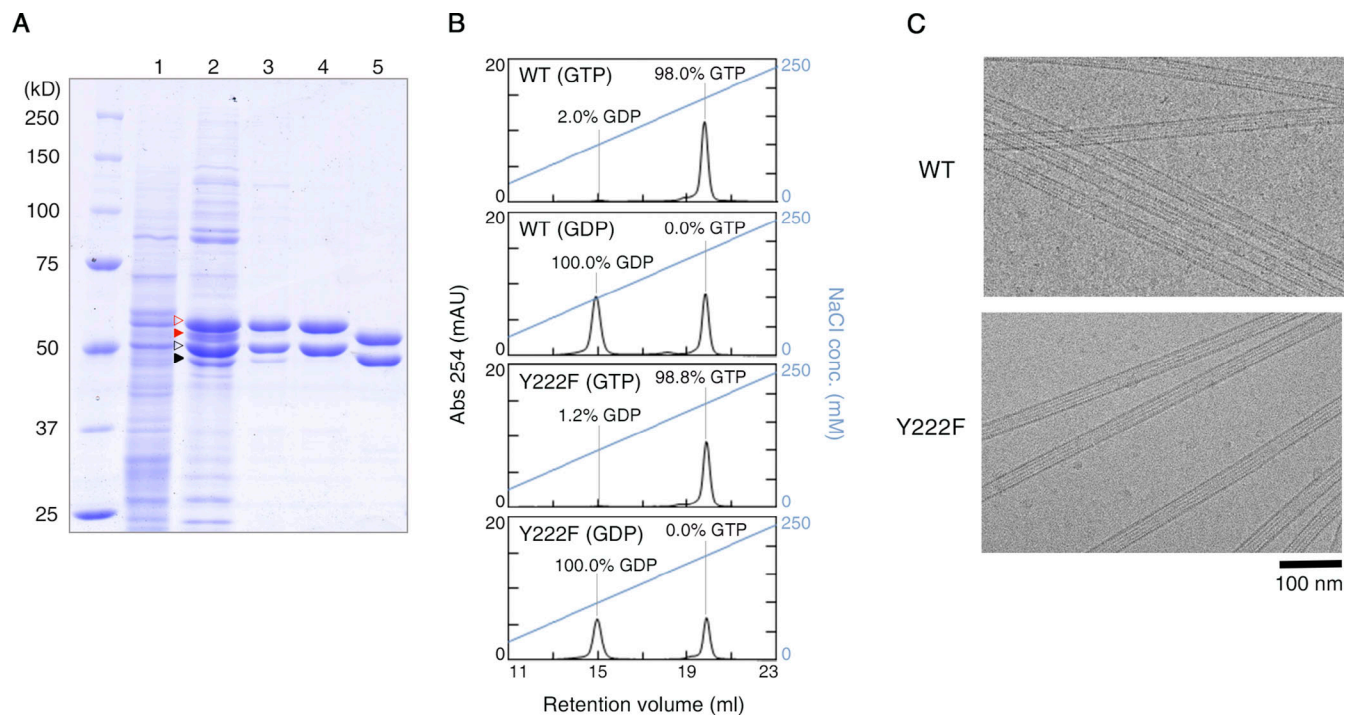 A
1 2 3 4 5
(kD)
250
150
100
75
50
37
25
B
20
WT (GTP)
98.0% GTP
2.0% GDP
250
0
0
20
WT (GDP)
0.0% GTP
100.0% GDP
250
0
0
20
Y222F (GTP)
98.8% GTP
1.2% GDP
250
0
0
20
Y222F (GDP)
0.0% GTP
100.0% GDP
250
0
0
11 15 19 23
Abs 254 (mAU)
NaCl conc. (mM)
Retention volume (ml)
C
WT
Y222F
100 nm